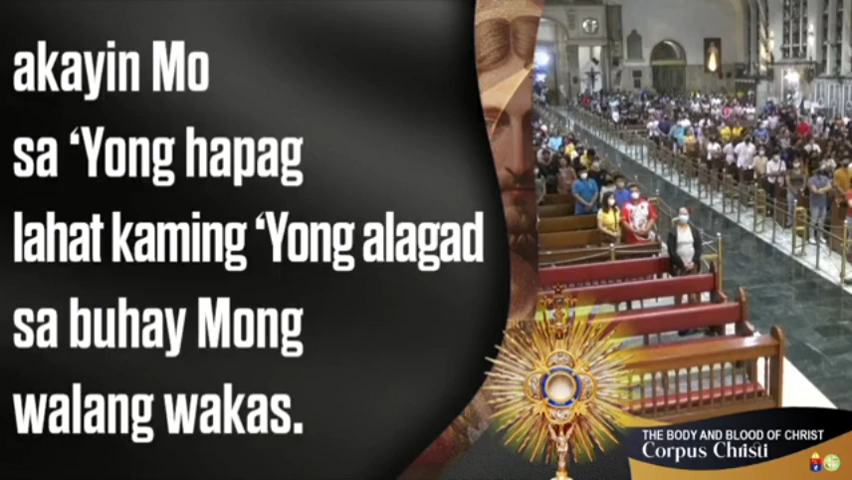 akayin Mo
sa ‘Yong hapag
lahat kaming ‘Yong alagad
sa buhay Mong
walang wakas.
THE BODY AND BLOOD OF CHRIST
Corpus Christi